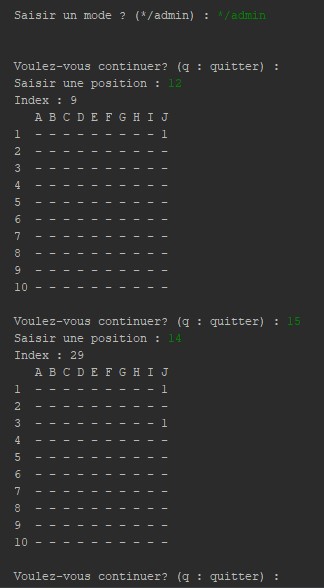 Saisir un mode ? (*/admin) : */admin
Voulez-vous continuer? (q : quitter) :
Saisir une position : 12
Index : 9
A B C D E F G H I J
1 - - - - - - - - - 1
2 - - - - - - - - - -
3 - - - - - - - - - -
4 - - - - - - - - - -
5 - - - - - - - - - -
6 - - - - - - - - - -
7 - - - - - - - - - -
8 - - - - - - - - - -
9 - - - - - - - - - -
10 - - - - - - - - - -
Voulez-vous continuer? (q : quitter) : 15
Saisir une position : 14
Index : 29
A B C D E F G H I J
1 - - - - - - - - - 1
2 - - - - - - - - - -
3 - - - - - - - - - 1
4 - - - - - - - - - -
5 - - - - - - - - - -
6 - - - - - - - - - -
7 - - - - - - - - - -
8 - - - - - - - - - -
9 - - - - - - - - - -
10 - - - - - - - - - -
Voulez-vous continuer? (q : quitter) :